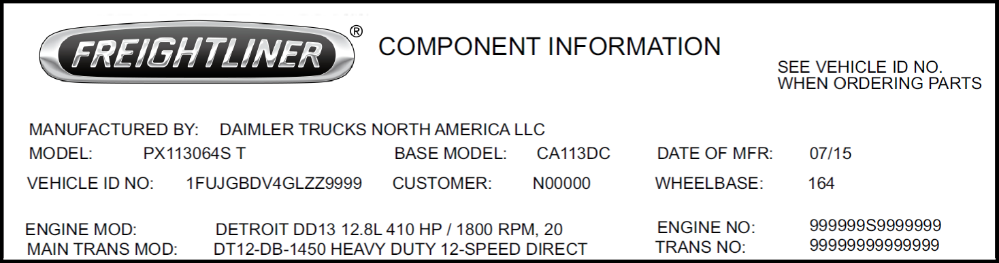 FREIGHTLINER ®
COMPONENT INFORMATION
SEE VEHICLE ID NO.
WHEN ORDERING PARTS
MANUFACTURED BY: DAIMLER TRUCKS NORTH AMERICA LLC
MODEL: PX113064S T BASE MODEL: CA113DC DATE OF MFR: 07/15
VEHICLE ID NO: 1FUJGBDV4GLZZ9999 CUSTOMER: N00000 WHEELBASE: 164
ENGINE MOD: DETROIT DD13 12.8L 410 HP / 1800 RPM, 20 ENGINE NO: 999999S9999999
MAIN TRANS MOD: DT12-DB-1450 HEAVY DUTY 12-SPEED DIRECT TRANS NO: 99999999999999